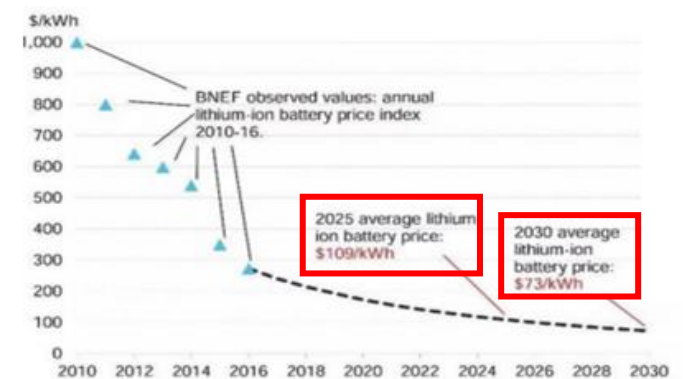 $/kWh
1,000
900
800
700
600
500
400
300
200
100
0
BNEF observed values: annual
lithium-ion battery price index
2010-16.
2025 average lithium
ion battery price:
$109/kWh
2030 average
lithium-ion
battery price:
$73/kWh
2010 2012 2014 2016 2018 2020 2022 2024 2026 2028 2030